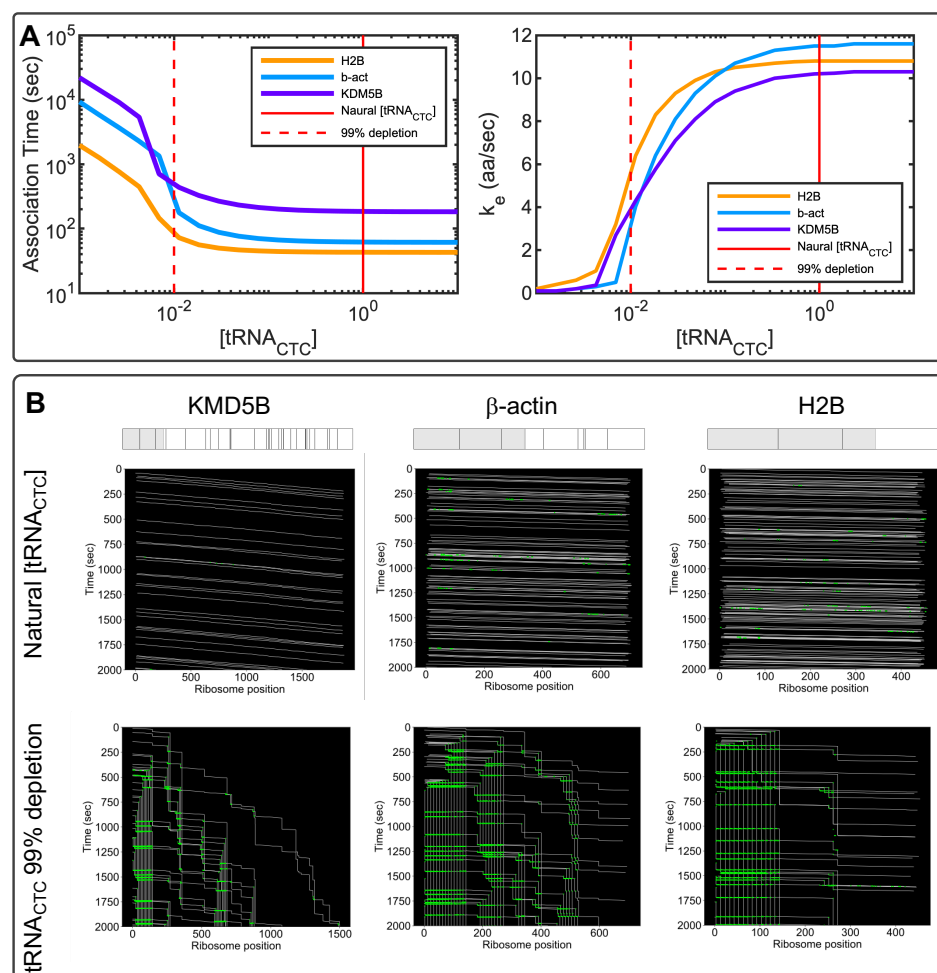 A
Association Time (sec)
10^5
10^4
10^3
10^2
10^1
10^-2
10^0
[tRNA_CTC]
H2B
b-act
KDM5B
Naural [tRNA_CTC]
99% depletion
k_e (aa/sec)
12
10
8
6
4
2
0
10^-2
10^0
[tRNA_CTC]
H2B
b-act
KDM5B
Naural [tRNA_CTC]
99% depletion
B
KMD5B
β-actin
H2B
Natural [tRNA_CTC]
Time (sec)
0
250
500
750
1000
1250
1500
1750
2000
0 500 1000 1500
Ribosome position
Time (sec)
0
250
500
750
1000
1250
1500
1750
2000
0 200 400 600
Ribosome position
Time (sec)
0
250
500
750
1000
1250
1500
1750
2000
0 100 200 300 400
Ribosome position
tRNA_CTC 99% depletion
Time (sec)
0
250
500
750
1000
1250
1500
1750
2000
0 500 1000 1500
Ribosome position
Time (sec)
0
250
500
750
1000
1250
1500
1750
2000
0 200 400 600
Ribosome position
Time (sec)
0
250
500
750
1000
1250
1500
1750
2000
0 100 200 300 400
Ribosome position